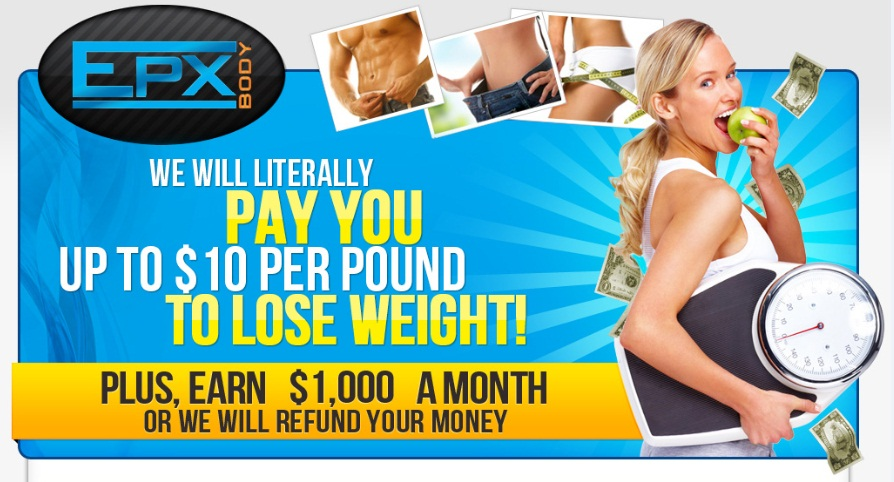 EPX
BODY
WE WILL LITERALLY
PAY YOU
UP TO $10 PER POUND
TO LOSE WEIGHT!
PLUS, EARN $1,000 A MONTH
OR WE WILL REFUND YOUR MONEY